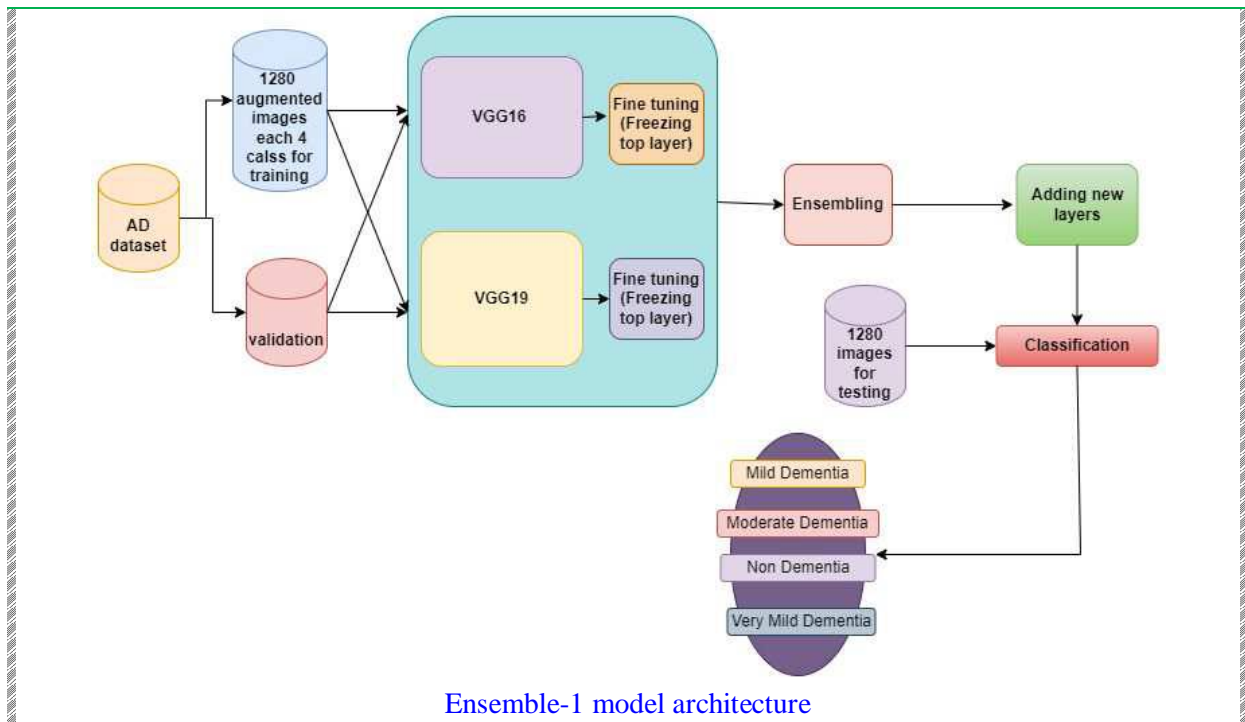 1280
augmented
images
each 4
calss for
training
AD
dataset
validation
VGG16
Fine tuning
(Freezing
top layer)
VGG19
Fine tuning
(Freezing
top layer)
Ensembling
Adding new
layers
1280
images
for
testing
Classification
Mild Dementia
Moderate Dementia
Non Dementia
Very Mild Dementia
Ensemble-1 model architecture